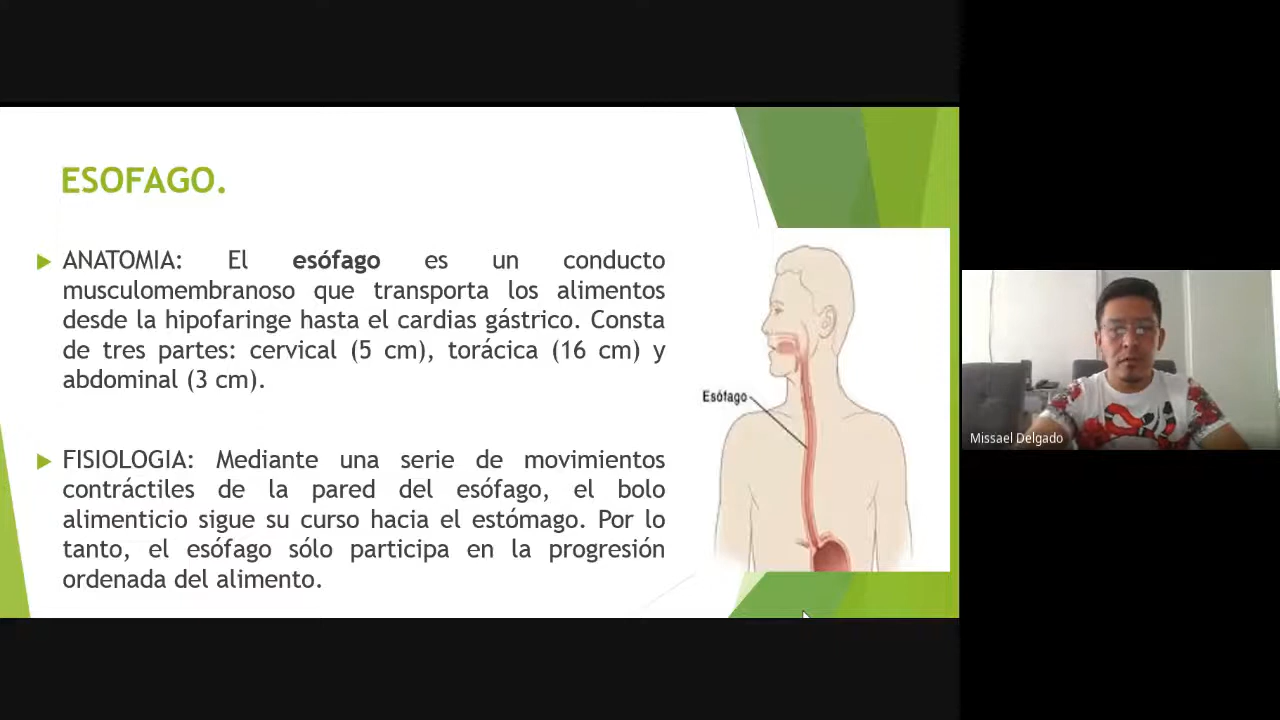 ESOFAGO.
ANATOMIA: El esófago es un conducto
musculomembranoso que transporta los alimentos
desde la hipofaringe hasta el cardias gástrico. Consta
de tres partes: cervical (5 cm), torácica (16 cm) y
abdominal (3 cm).
FISIOLOGIA: Mediante una serie de movimientos
contráctiles de la pared del esófago, el bolo
alimenticio sigue su curso hacia el estómago. Por lo
tanto, el esófago sólo participa en la progresión
ordenada del alimento.
Esófago
Missael Delgado